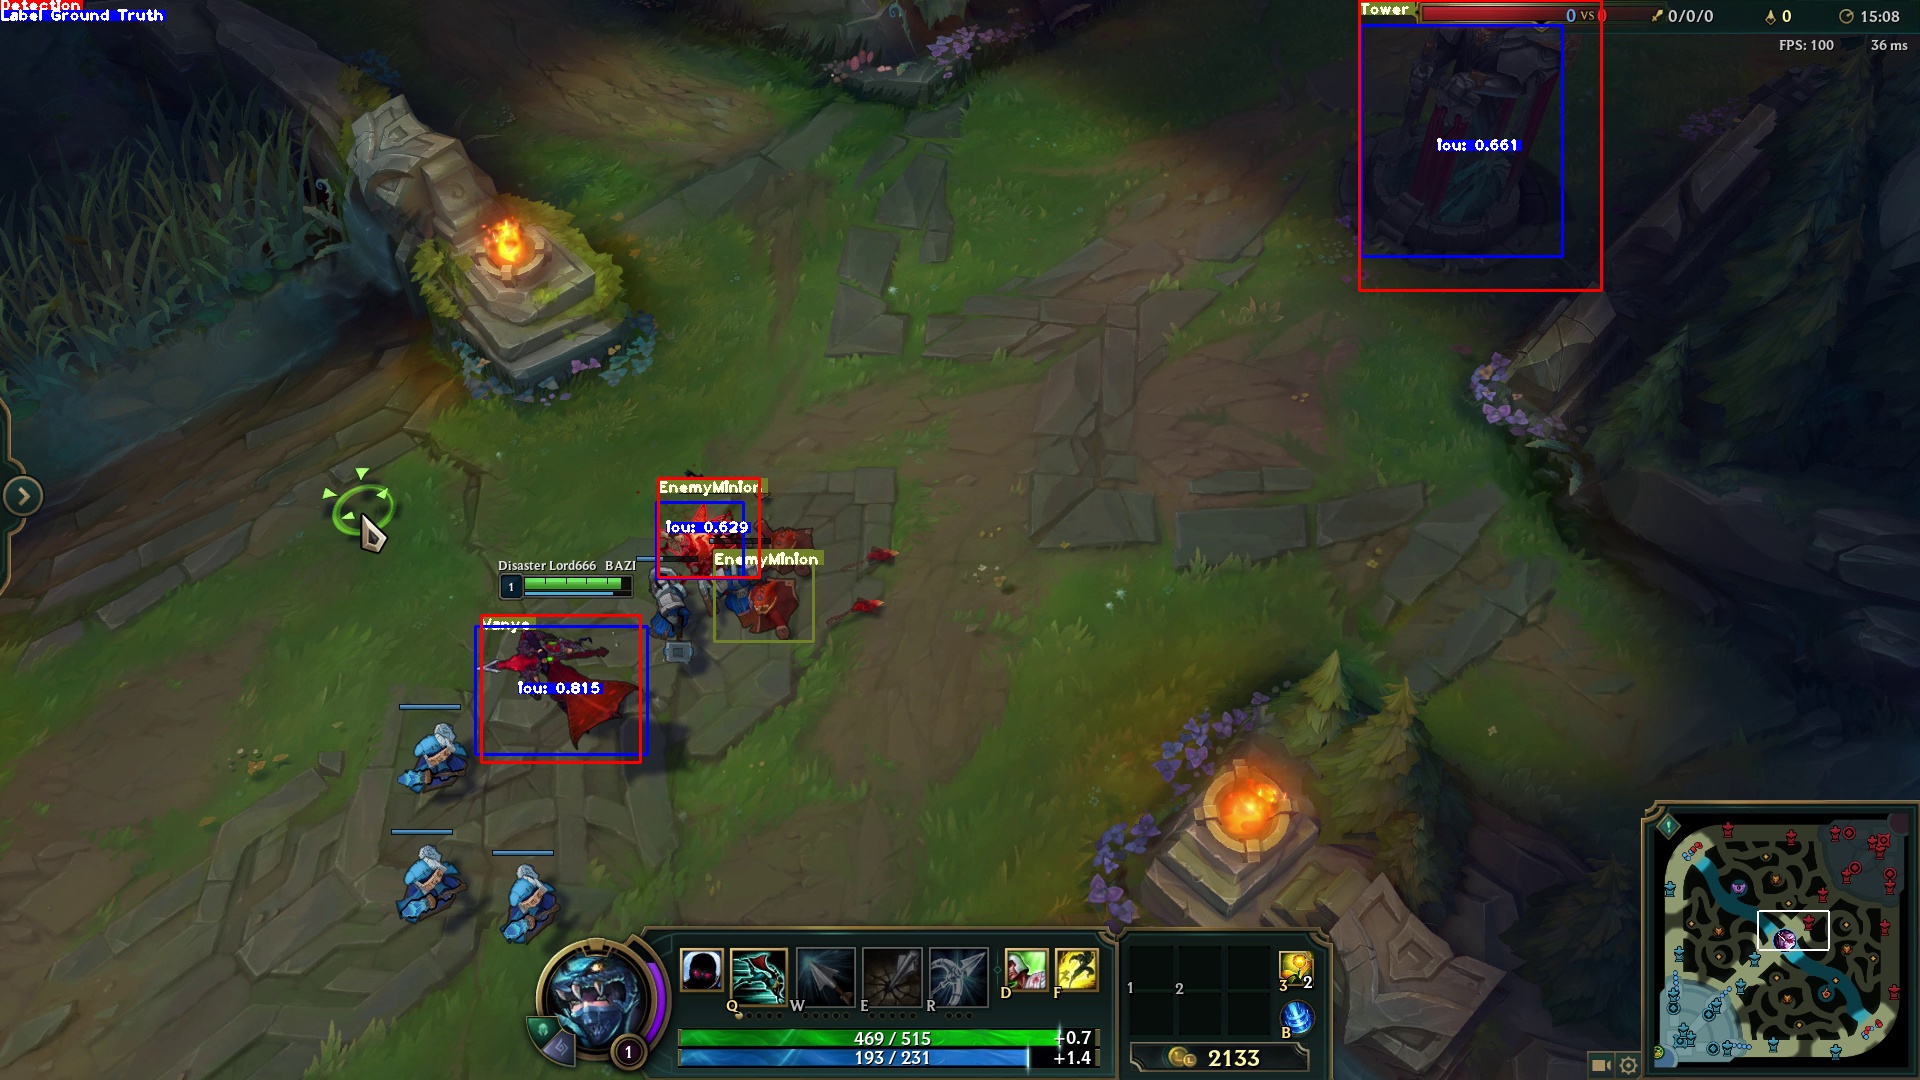 Detection
Label Ground Truth
Tower
0 VS 0
0/0/0
0
15:08
FPS: 100
36 ms
Iou: 0.661
EnemyMinion
Iou: 0.629
EnemyMinion
Disaster Lord666 BAZI
1
Vanye
Iou: 0.815
Q
W
E
R
D
F
1
2
3
2
B
1
469 / 515
+0.7
193 / 231
+1.4
2133